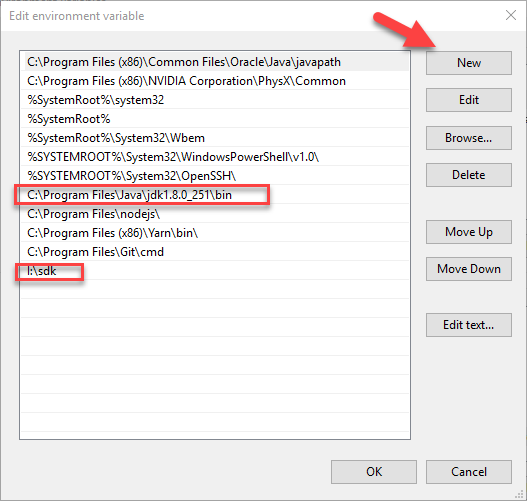 Edit environment variable
C:\Program Files (x86)\Common Files\Oracle\Java\javapath
C:\Program Files (x86)\NVIDIA Corporation\PhysX\Common
%SystemRoot%\system32
%SystemRoot%
%SystemRoot%\System32\Wbem
%SYSTEMROOT%\System32\WindowsPowerShell\v1.0\
%SYSTEMROOT%\System32\OpenSSH\
C:\Program Files\Java\jdk1.8.0_251\bin
C:\Program Files\nodejs\
C:\Program Files (x86)\Yarn\bin\
C:\Program Files\Git\cmd
I:\sdk
New
Edit
Browse...
Delete
Move Up
Move Down
Edit text...
OK
Cancel